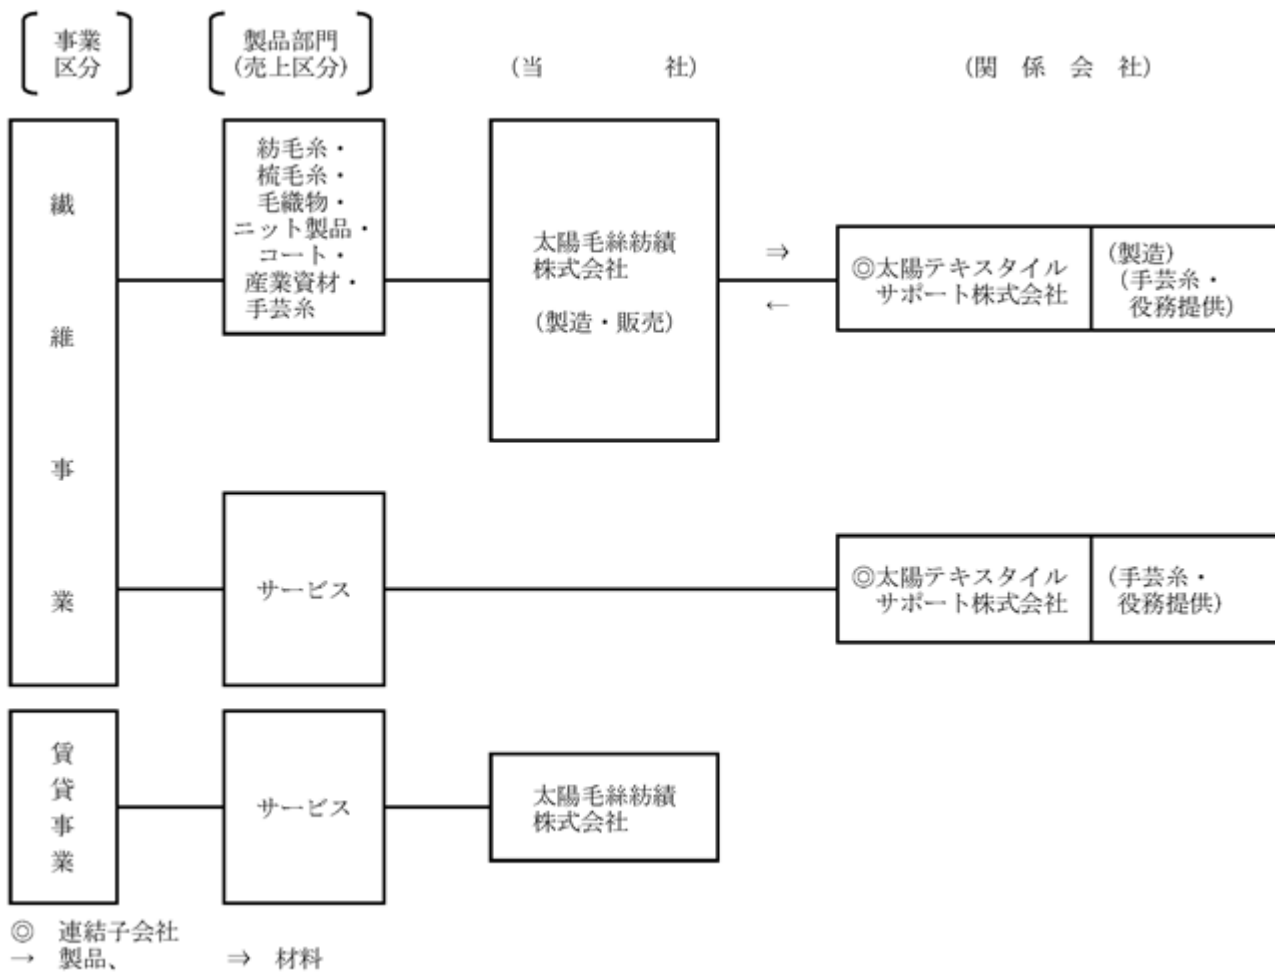 事業
区分
製品部門
(売上区分)
(当 社)
(関 係 会 社)
繊維事業
紡毛糸・
梳毛糸・
毛織物・
ニット製品・
コート・
産業資材・
手芸糸
太陽毛絲紡績
株式会社
(製造・販売)
⇒
←
◎太陽テキスタイル
サポート株式会社
(製造)
(手芸糸・
役務提供)
サービス
◎太陽テキスタイル
サポート株式会社
(手芸糸・
役務提供)
賃貸事業
サービス
太陽毛絲紡績
株式会社
◎ 連結子会社
→ 製品、 ⇒ 材料